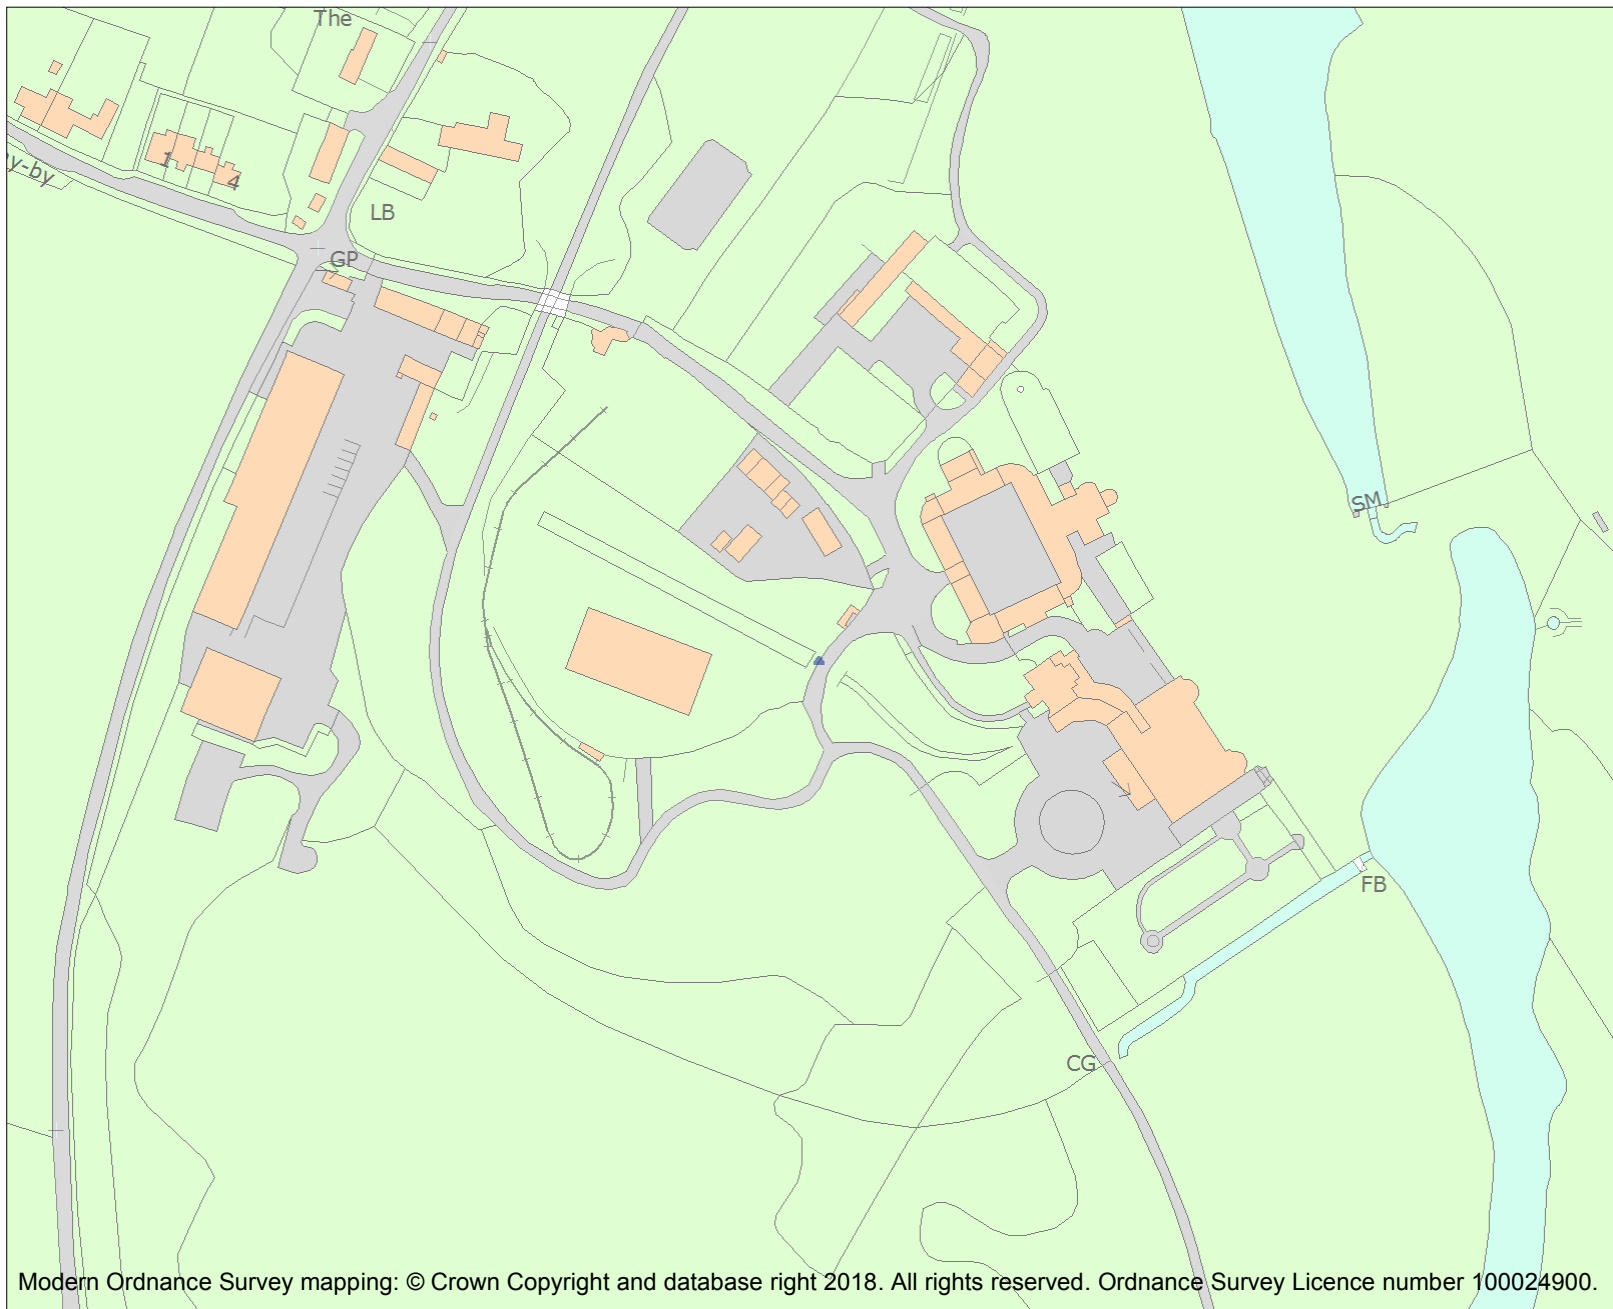 The
1
4
LB
GP
SM
FB
CG
Modern Ordnance Survey mapping: © Crown Copyright and database right 2018. All rights reserved. Ordnance Survey Licence number 100024900.